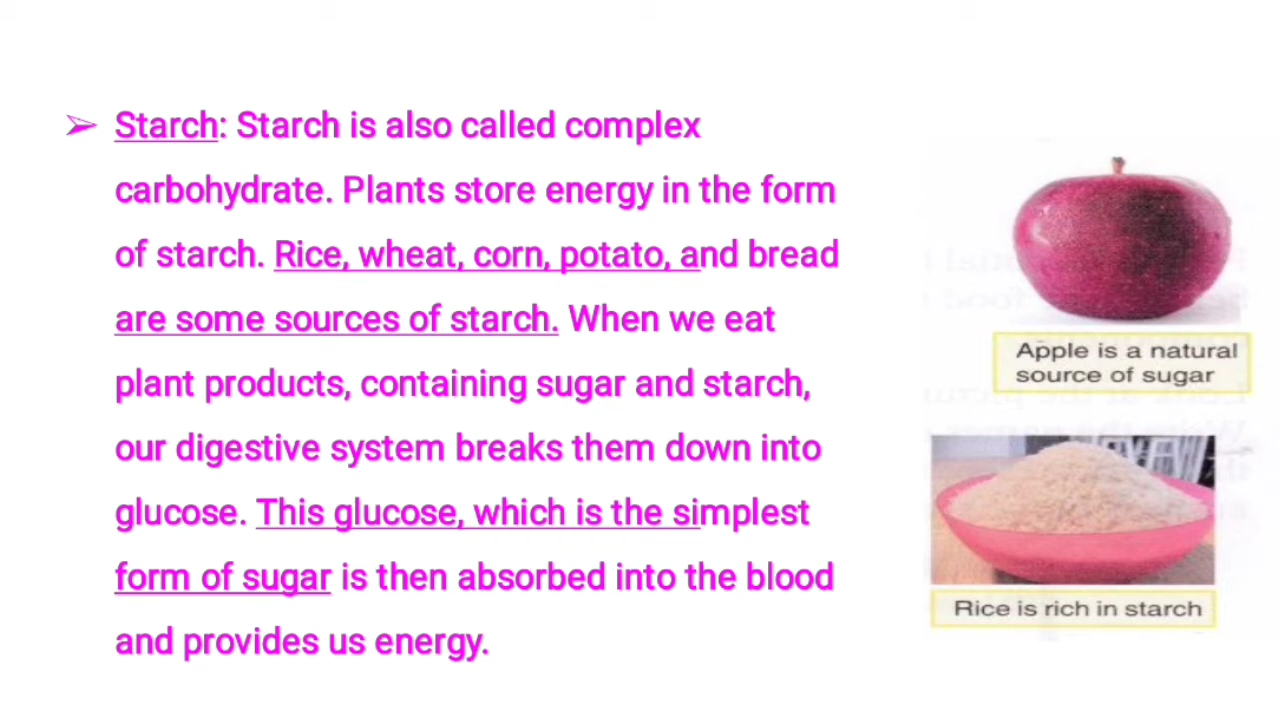 ➢ Starch: Starch is also called complex
carbohydrate. Plants store energy in the form
of starch. Rice, wheat, corn, potato, and bread
are some sources of starch. When we eat
plant products, containing sugar and starch,
our digestive system breaks them down into
glucose. This glucose, which is the simplest
form of sugar is then absorbed into the blood
and provides us energy.
Apple is a natural
source of sugar
Rice is rich in starch